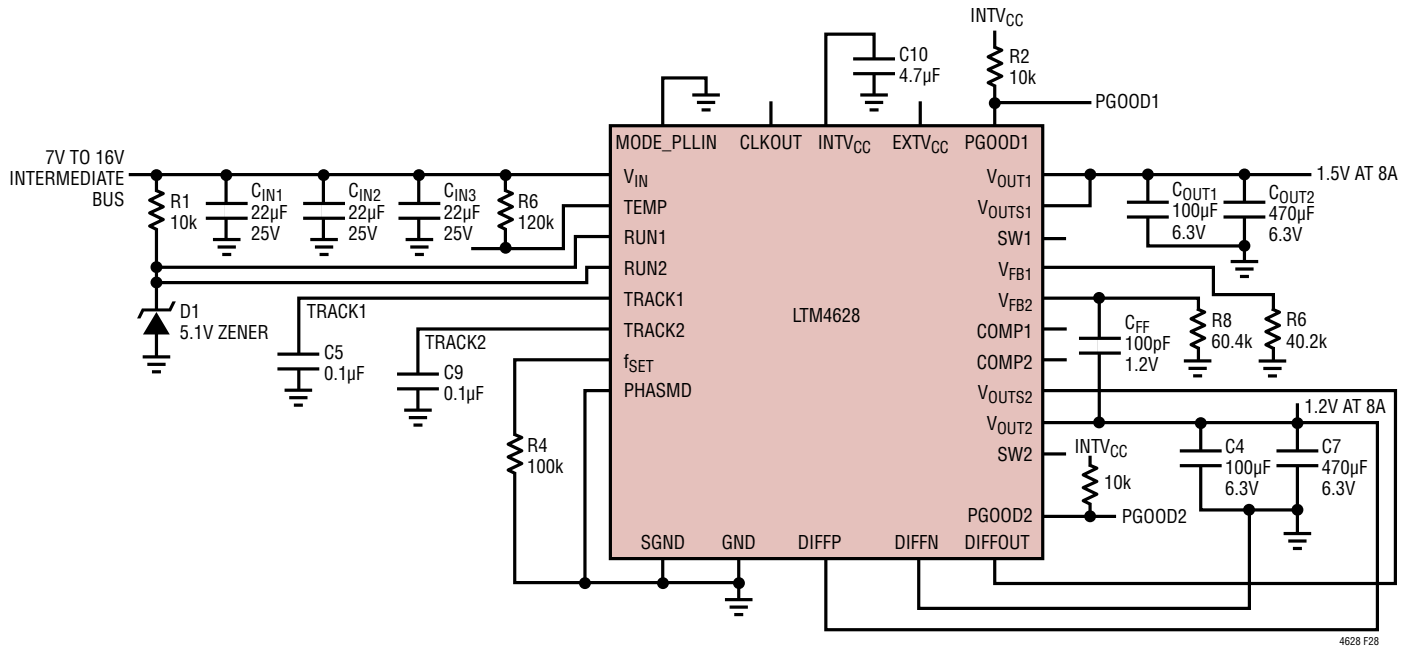 INTVCC
C10
4.7µF
R2
10k
PGOOD1
MODE_PLLIN
CLKOUT
INTVCC
EXTVCC
PGOOD1
7V TO 16V
INTERMEDIATE
BUS
R1
10k
CIN1
22µF
25V
CIN2
22µF
25V
CIN3
22µF
25V
R6
120k
VIN
TEMP
RUN1
RUN2
TRACK1
TRACK2
fSET
PHASMD
D1
5.1V ZENER
TRACK1
C5
0.1µF
TRACK2
C9
0.1µF
R4
100k
LTM4628
VOUT1
VOUTS1
SW1
VFB1
VFB2
COMP1
COMP2
VOUTS2
VOUT2
SW2
PGOOD2
1.5V AT 8A
COUT1
100µF
6.3V
COUT2
470µF
6.3V
CFF
100pF
1.2V
R8
60.4k
R6
40.2k
1.2V AT 8A
INTVCC
10k
PGOOD2
C4
100µF
6.3V
C7
470µF
6.3V
SGND
GND
DIFFP
DIFFN
DIFFOUT
4628 F28